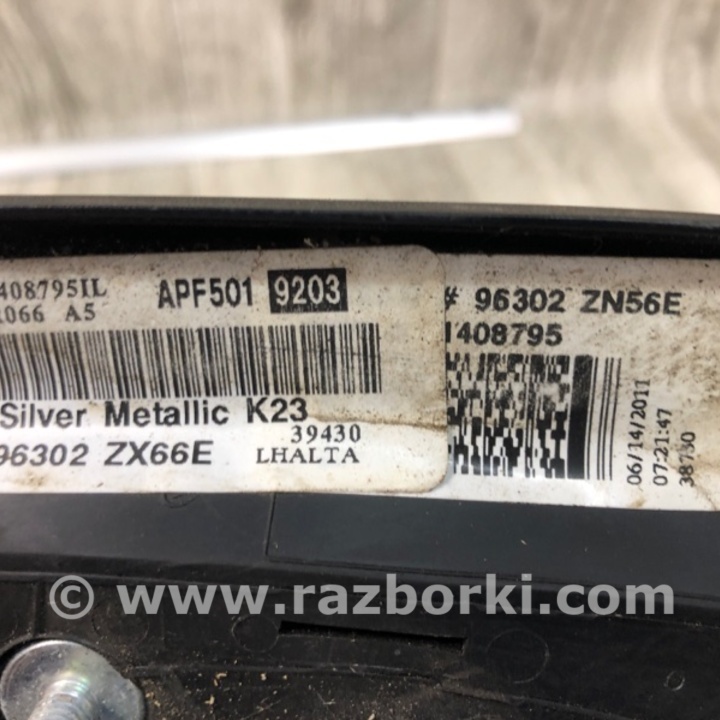 408795IL
1066 A5
APF501 9203
Silver Metallic K23
39430
96302 ZX66E
LHALTA
# 96302 ZN56E
1408795
06/14/2011
07:21:47
38730
© www.razborki.com